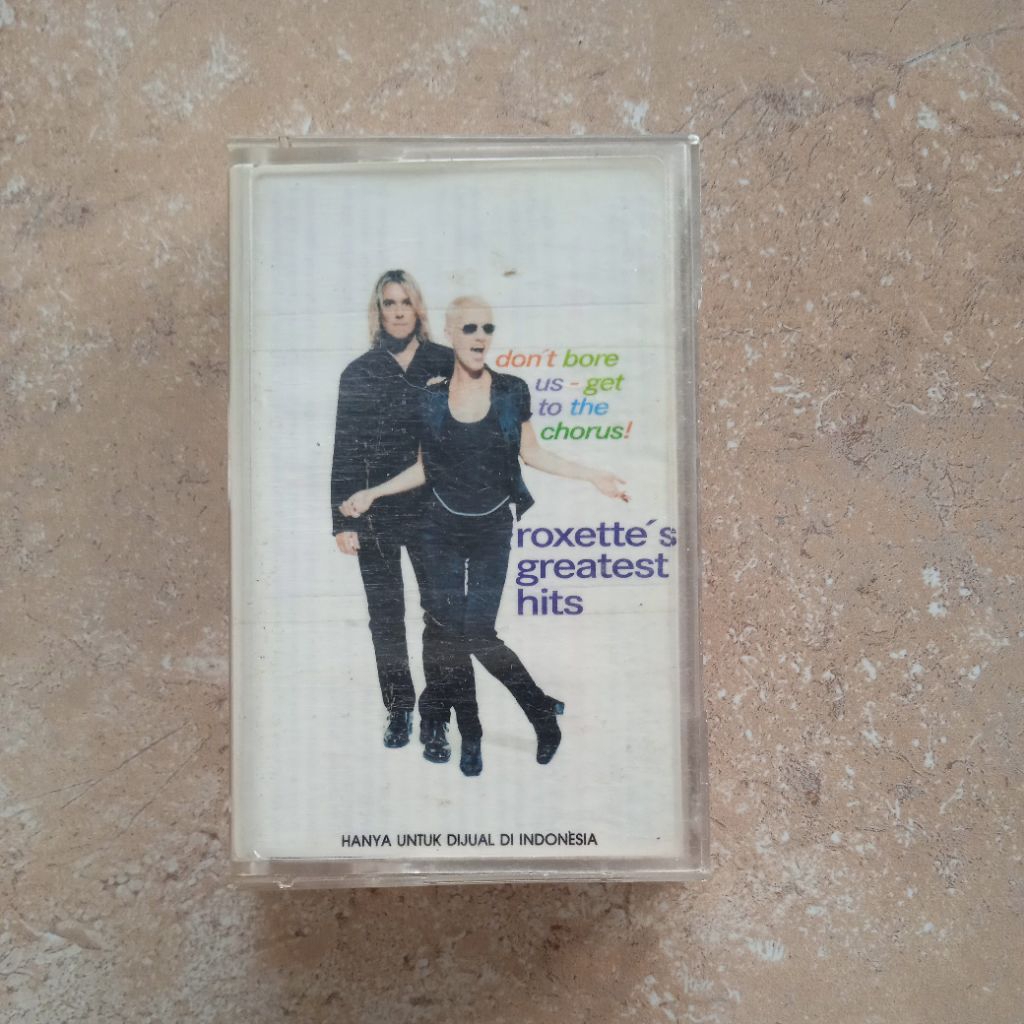 don´t bore
us - get
to the
chorus!
roxette´s
greatest
hits
HANYA UNTUK DIJUAL DI INDONESIA